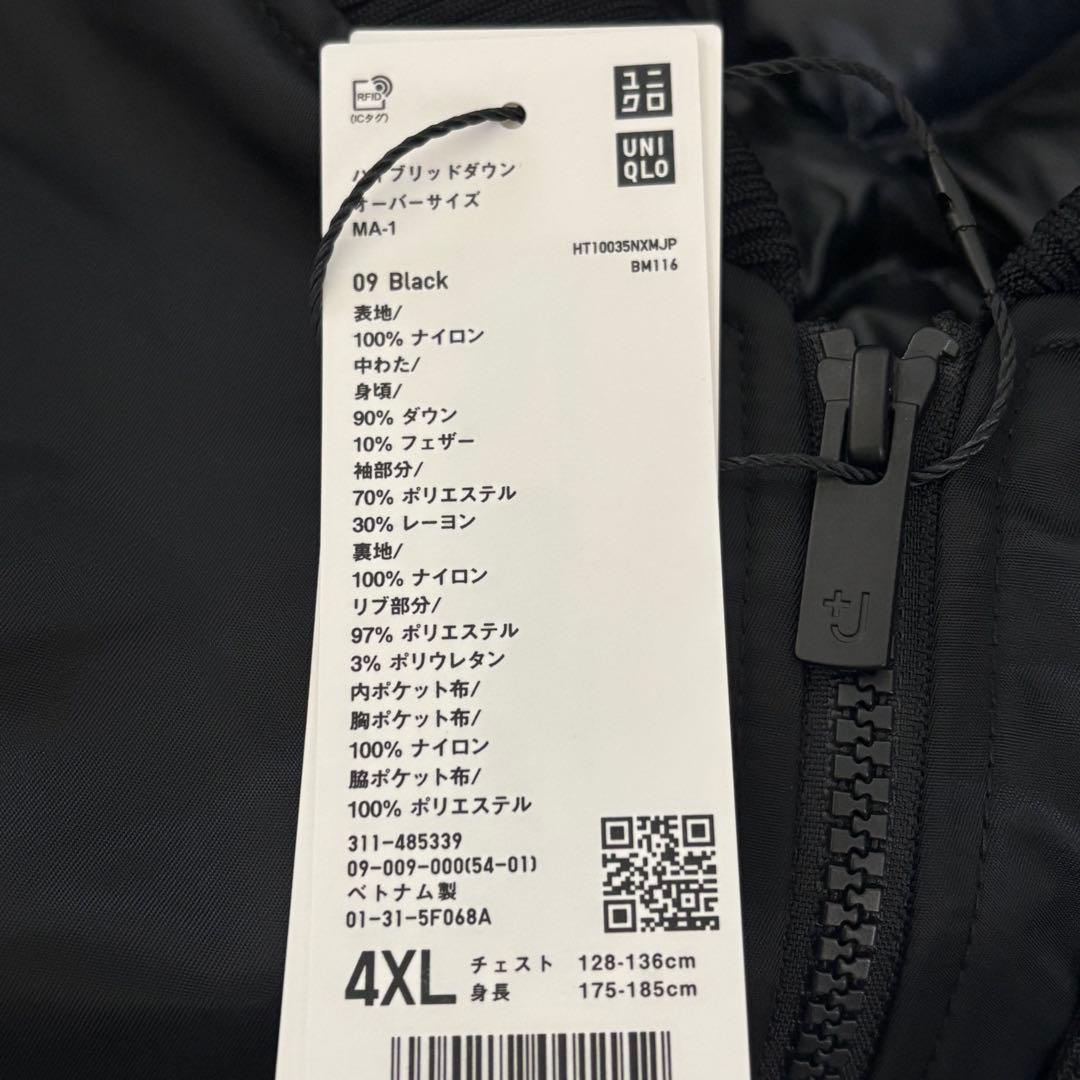 RFID
(ICタグ)
ユニ
クロ
UNI
QLO
ハイブリッドダウン
オーバーサイズ
MA-1
HT10035NXMJP
BM116
09 Black
表地/
100% ナイロン
中わた/
身頃/
90% ダウン
10% フェザー
袖部分/
70% ポリエステル
30% レーヨン
裏地/
100% ナイロン
リブ部分/
97% ポリエステル
3% ポリウレタン
内ポケット布/
胸ポケット布/
100% ナイロン
脇ポケット布/
100% ポリエステル
311-485339
09-009-000(54-01)
ベトナム製
01-31-5F068A
4XL チェスト 128-136cm
身長 175-185cm
+J